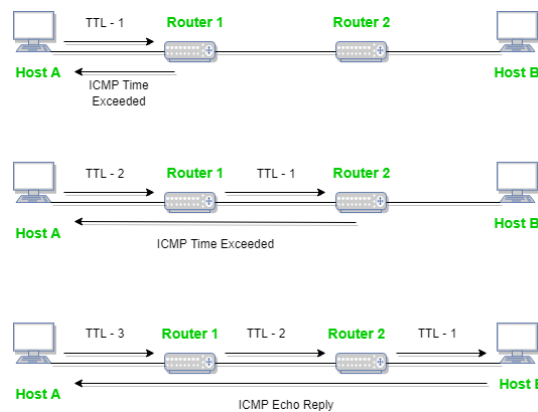 TTL - 1 Router 1 Router 2
Host A Host B
ICMP Time
Exceeded
TTL - 2 Router 1 TTL - 1 Router 2
Host A Host B
ICMP Time Exceeded
TTL - 3 Router 1 TTL - 2 Router 2 TTL - 1
Host A Host B
ICMP Echo Reply